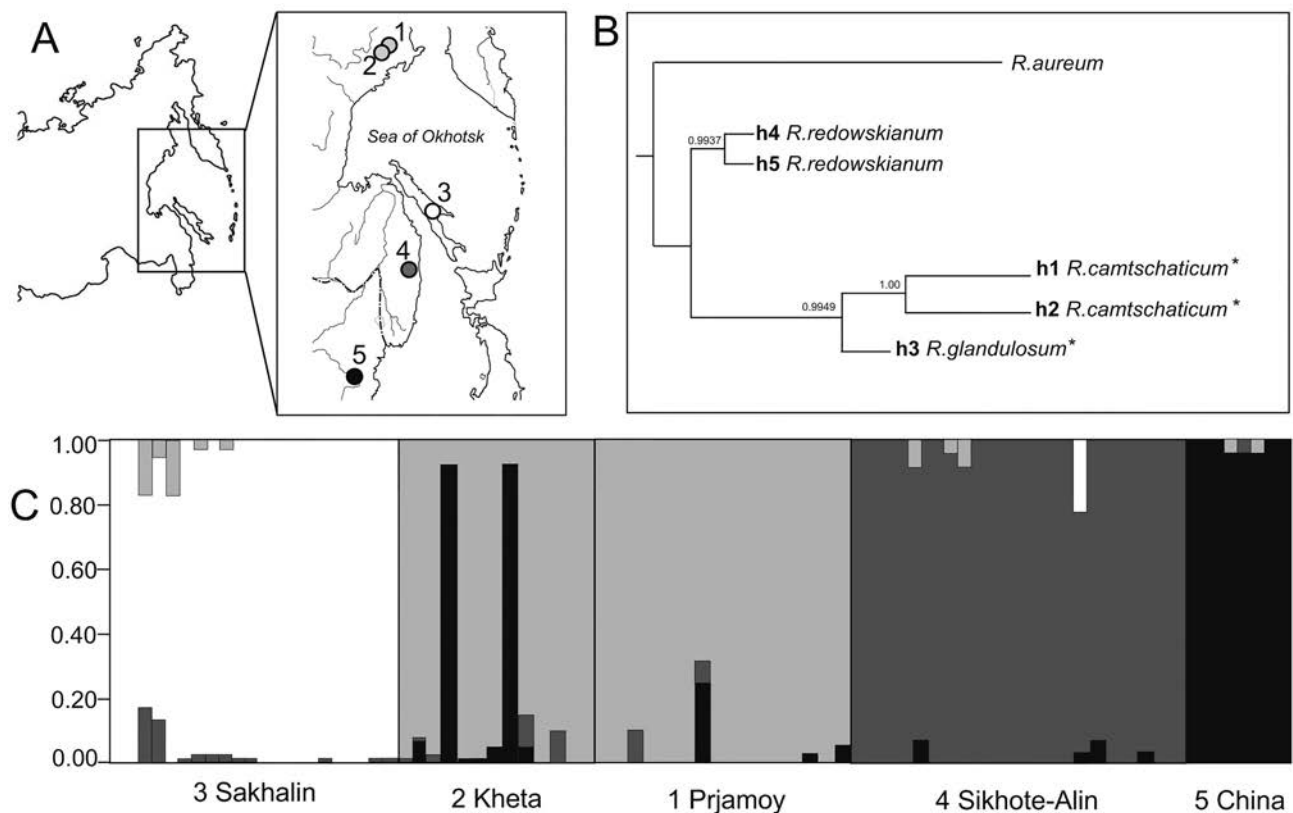 A
1
2
Sea of Okhotsk
3
4
5
B
R.aureum
0.9937
h4 R.redowskianum
h5 R.redowskianum
h1 R.camtschaticum*
1.00
h2 R.camtschaticum*
0.9949
h3 R.glandulosum*
C
1.00
0.80
0.60
0.40
0.20
0.00
3 Sakhalin
2 Kheta
1 Prjamoy
4 Sikhote-Alin
5 China